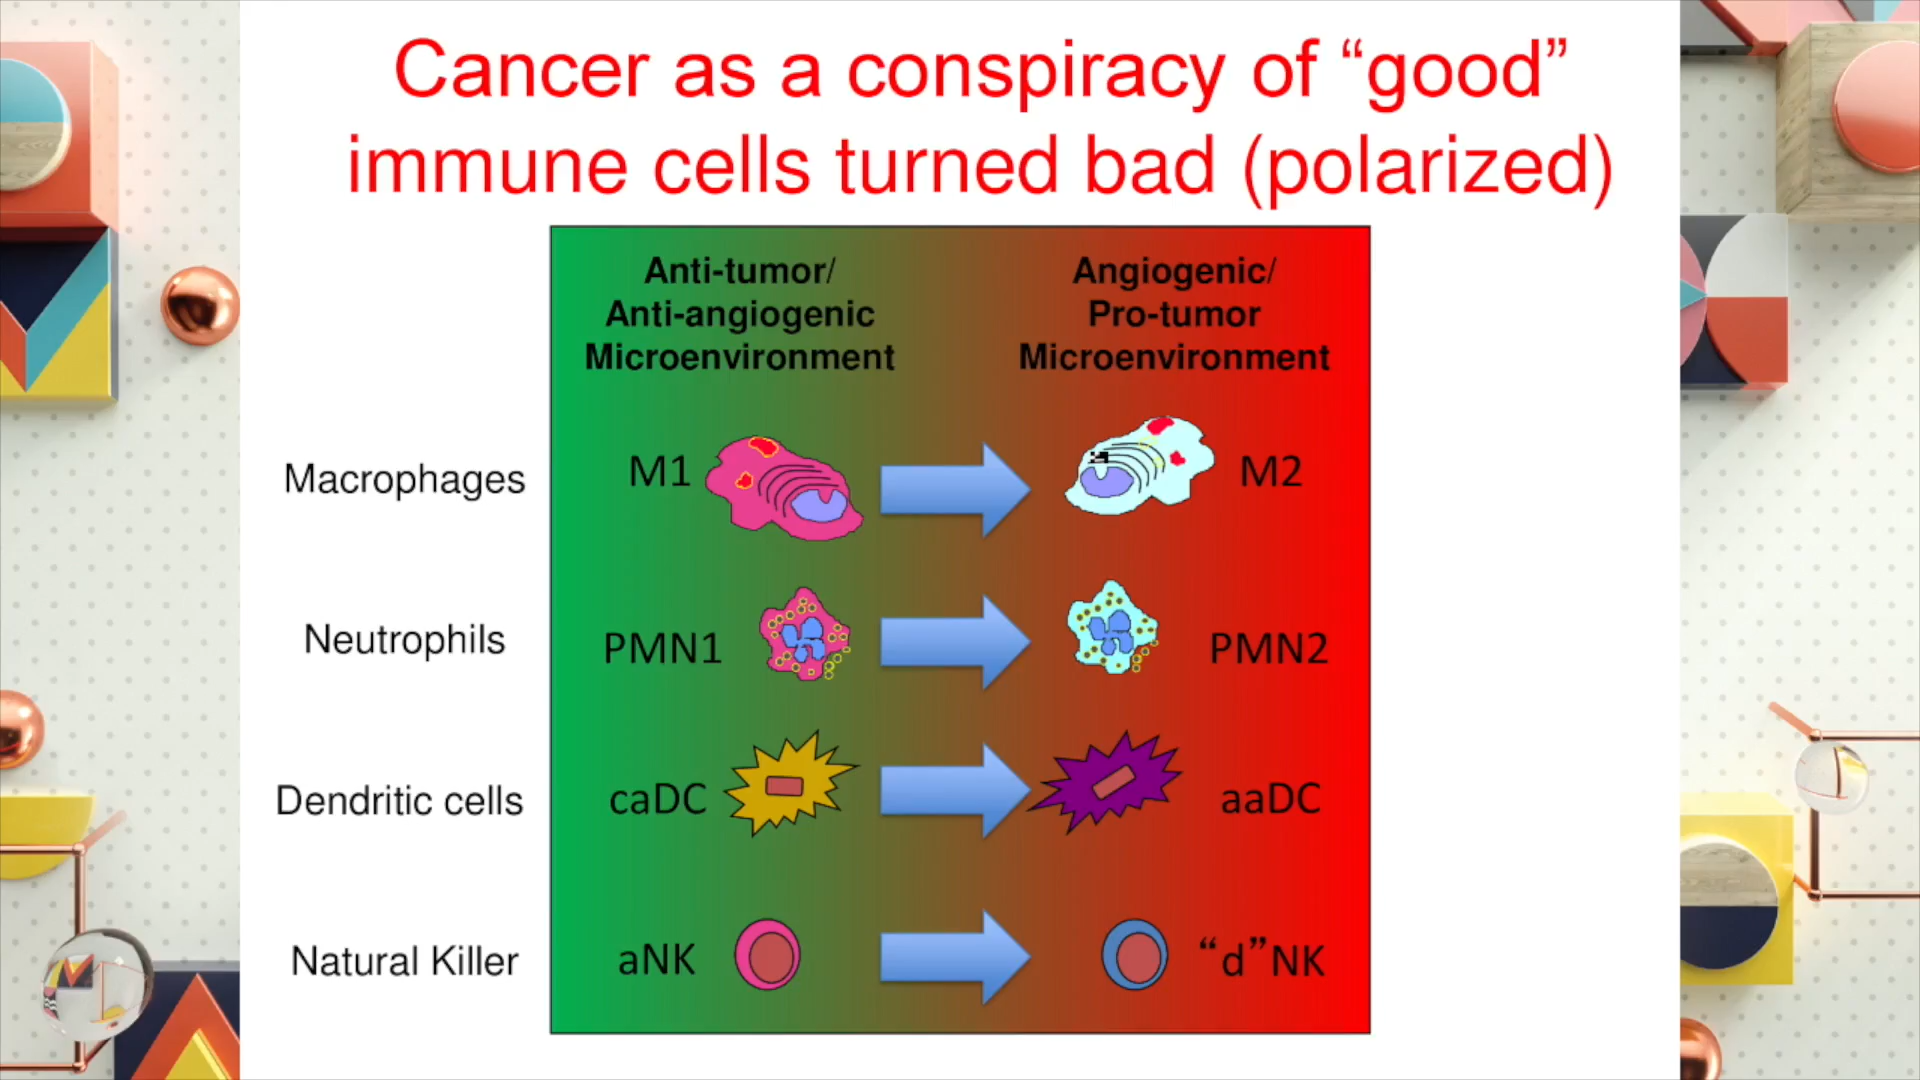 Cancer as a conspiracy of “good”
immune cells turned bad (polarized)
Anti-tumor/
Anti-angiogenic
Microenvironment
Angiogenic/
Pro-tumor
Microenvironment
Macrophages
M1
M2
Neutrophils
PMN1
PMN2
Dendritic cells
caDC
aaDC
Natural Killer
aNK
“d”NK